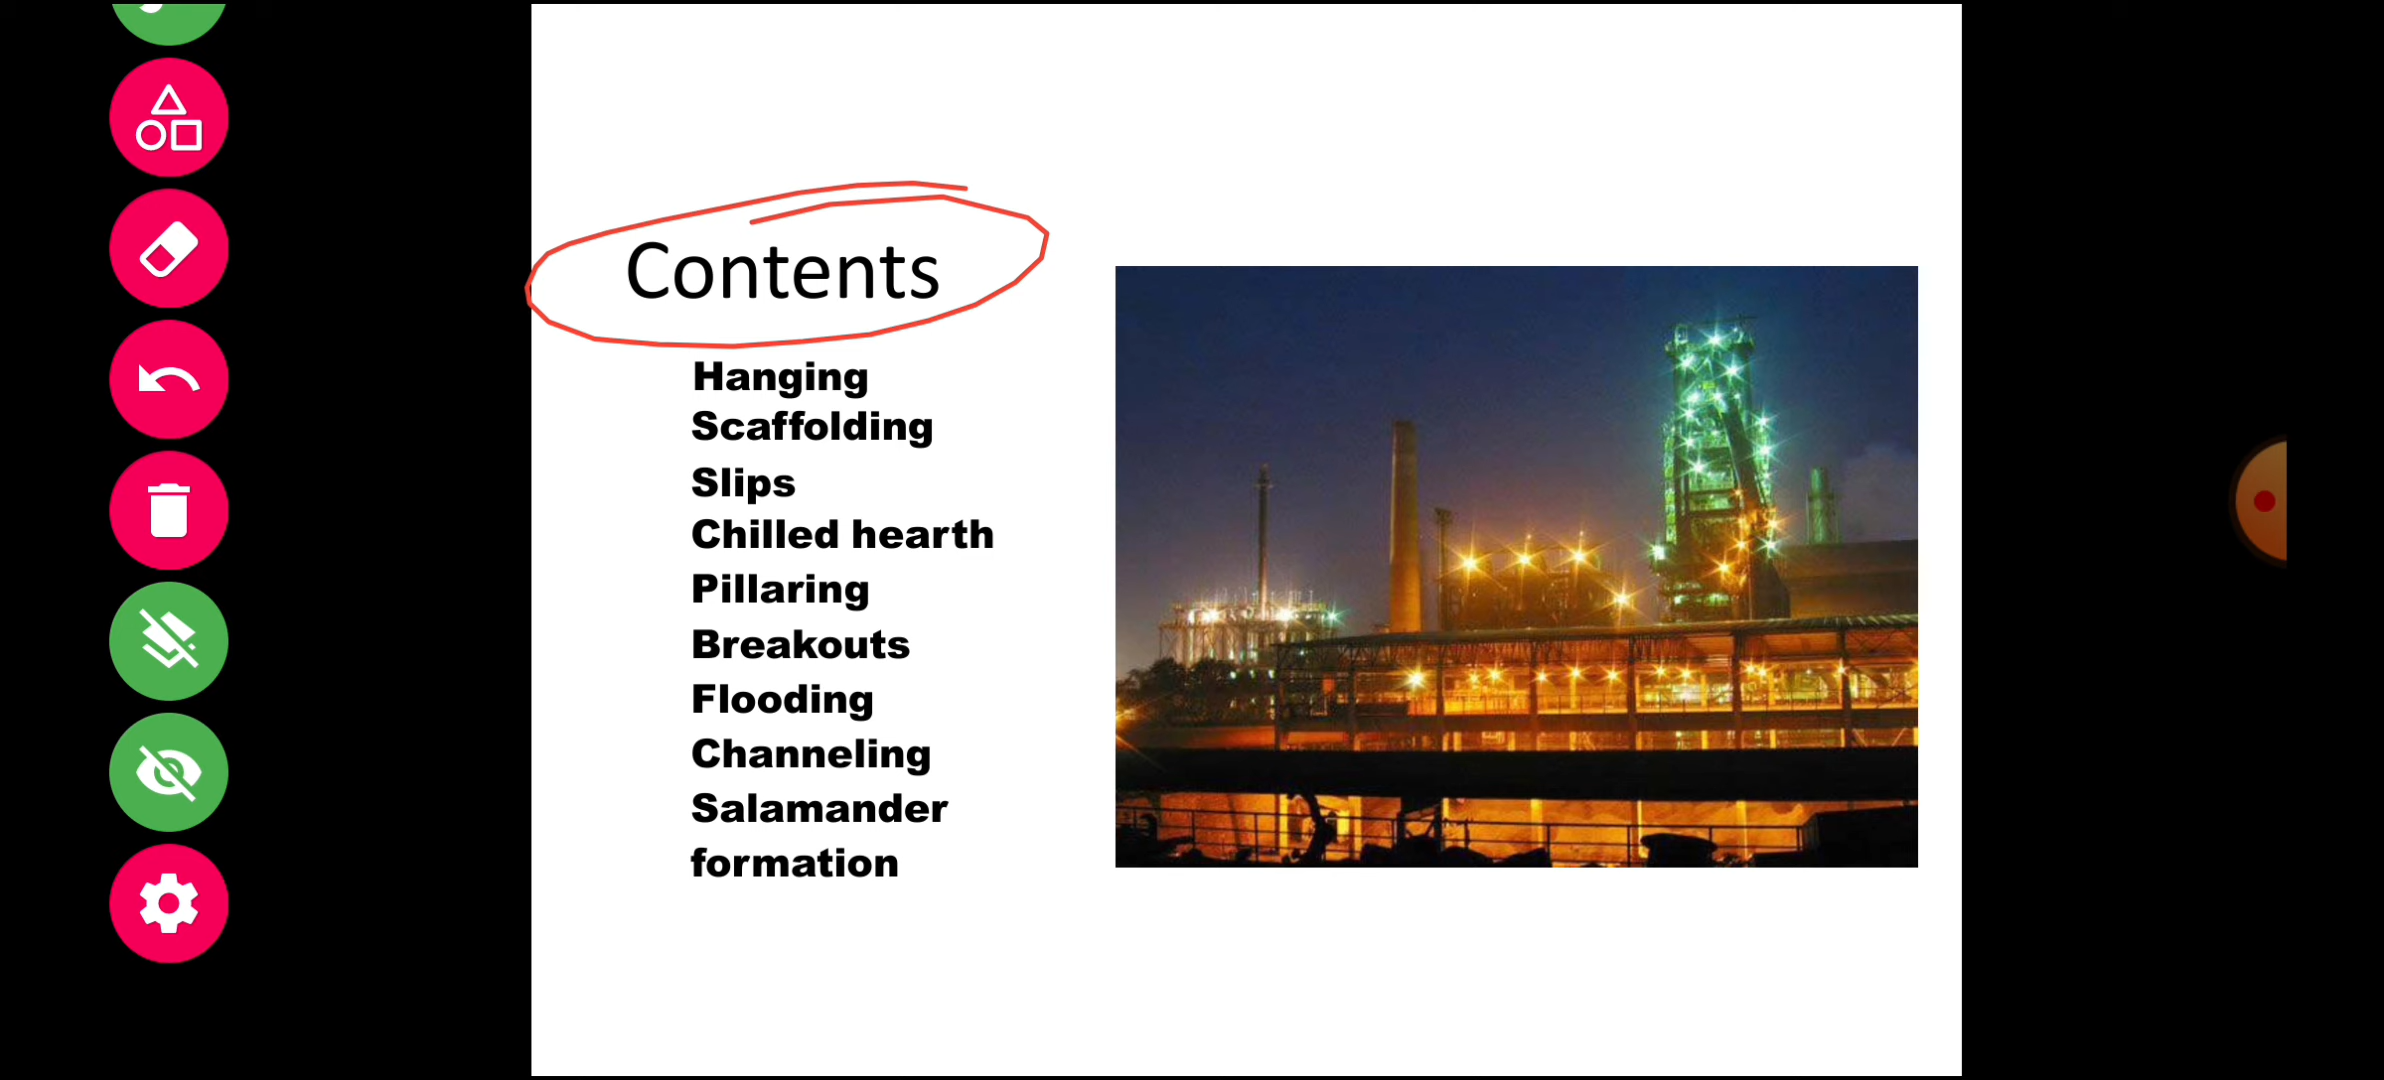 Contents
Hanging
Scaffolding
Slips
Chilled hearth
Pillaring
Breakouts
Flooding
Channeling
Salamander
formation